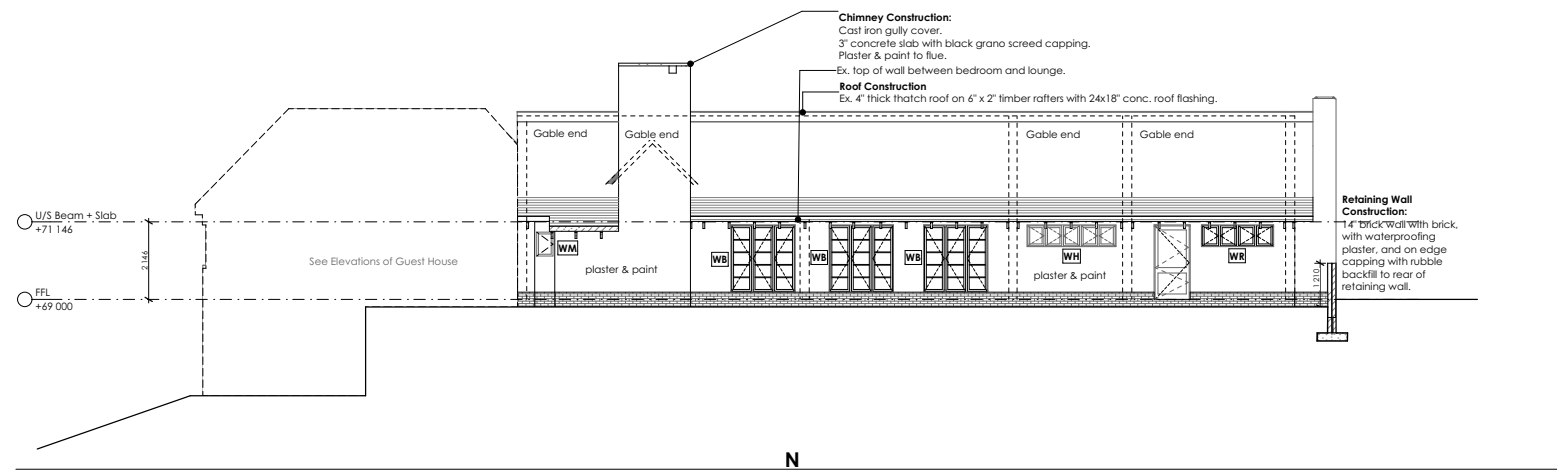 Chimney Construction:
Cast iron gully cover.
3" concrete slab with black grano screed capping.
Plaster & paint to flue.
Ex. top of wall between bedroom and lounge.
Roof Construction
Ex. 4" thick thatch roof on 6" x 2" timber rafters with 24x18" conc. roof flashing.
Gable end
Gable end
Gable end
Gable end
U/S Beam + Slab
+71 146
2 146
See Elevations of Guest House
FFL
+69 000
WM
plaster & paint
WB
WB
WB
WH
plaster & paint
WR
Retaining Wall
Construction:
14" brick wall with brick,
with waterproofing
plaster, and on edge
capping with rubble
backfill to rear of
retaining wall.
1 210
N